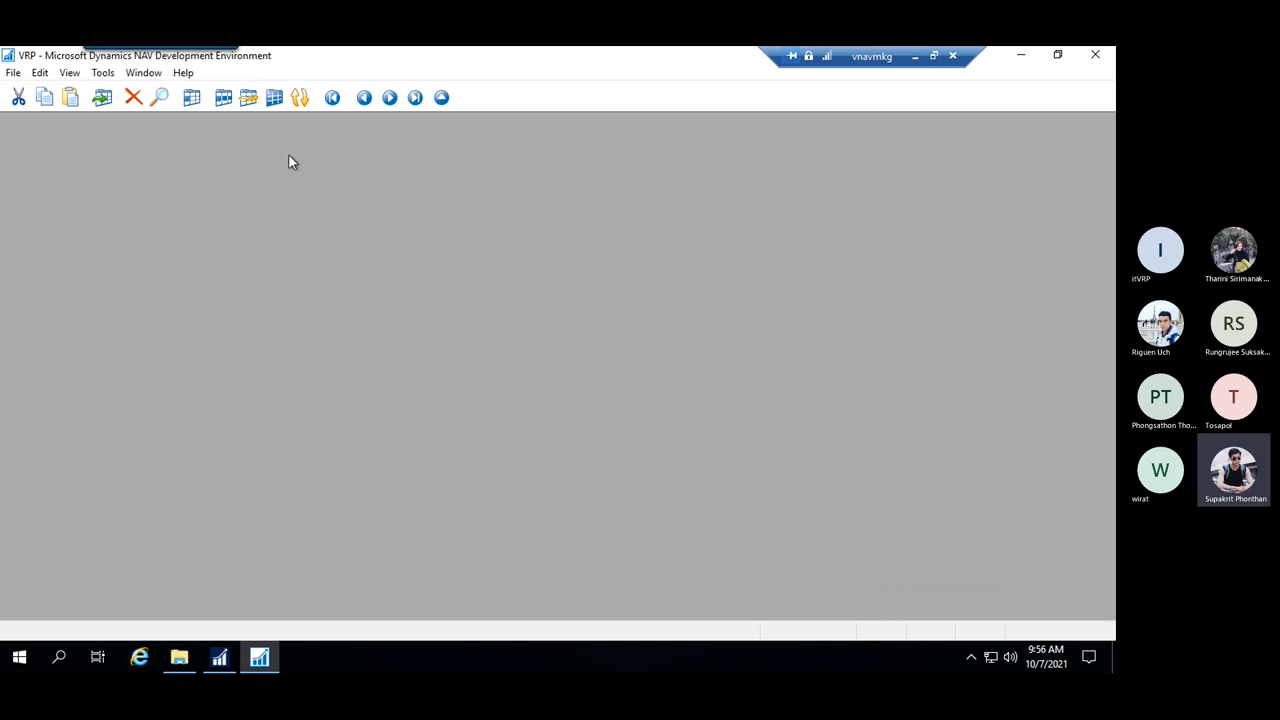 VRP - Microsoft Dynamics NAV Development Environment
vnavmkg
File Edit View Tools Window Help
I
itVRP
Tharini Sirimanak...
Riguen Uch
RS
Rungrujee Suksak...
PT
Phongsathon Tho...
T
Tosapol
W
wirat
Supakrit Phonthan
9:56 AM
10/7/2021